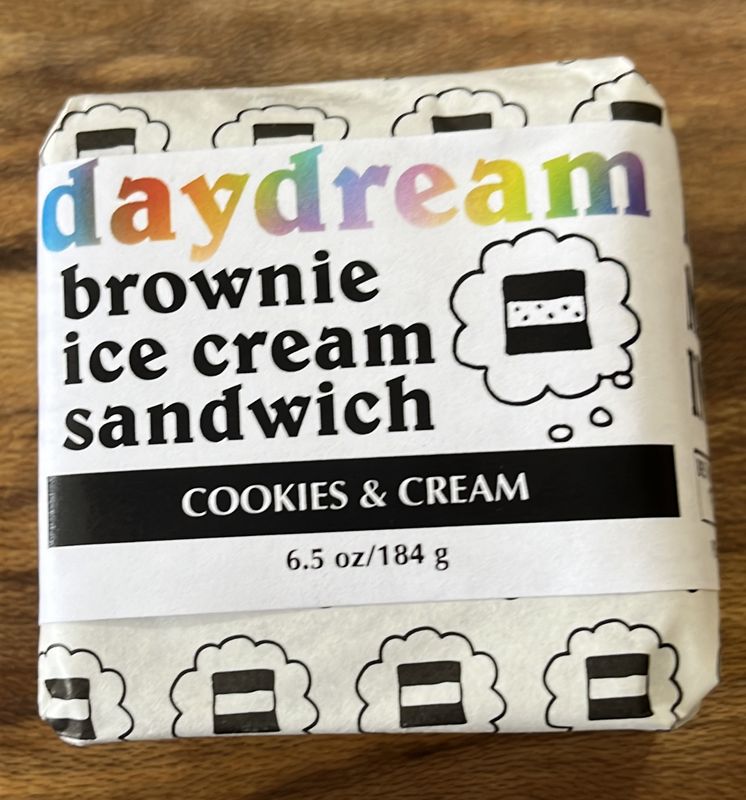 daydream
brownie
ice cream
sandwich
COOKIES & CREAM
6.5 oz/184 g